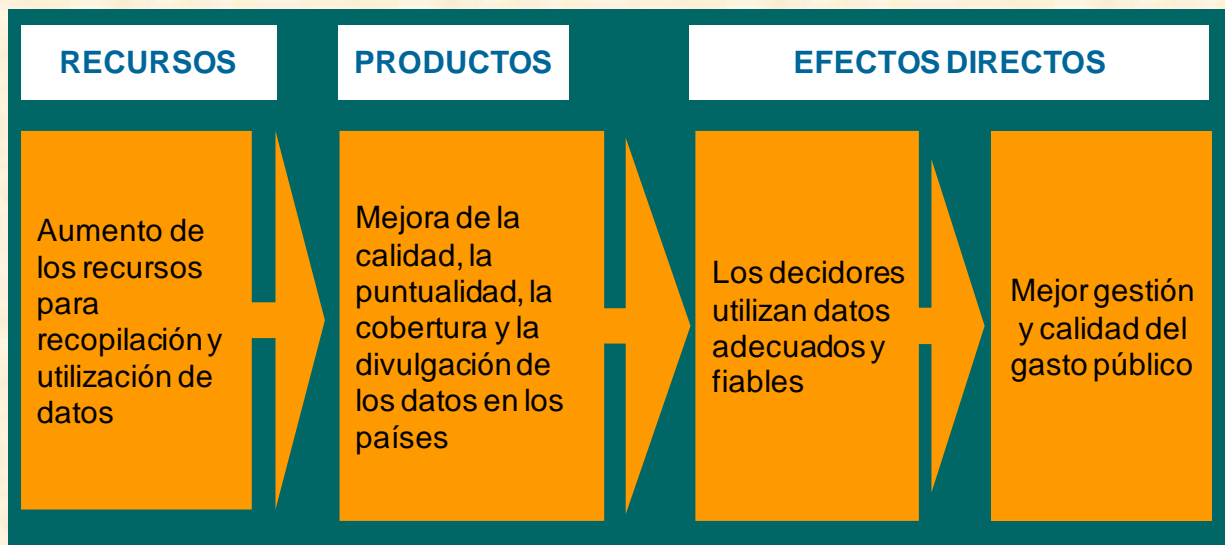 RECURSOS
PRODUCTOS
EFECTOS DIRECTOS
Aumento de
los recursos
para
recopilación y
utilización de
datos
Mejora de la
calidad, la
puntualidad, la
cobertura y la
divulgación de
los datos en los
países
Los decidores
utilizan datos
adecuados y
fiables
Mejor gestión
y calidad del
gasto público